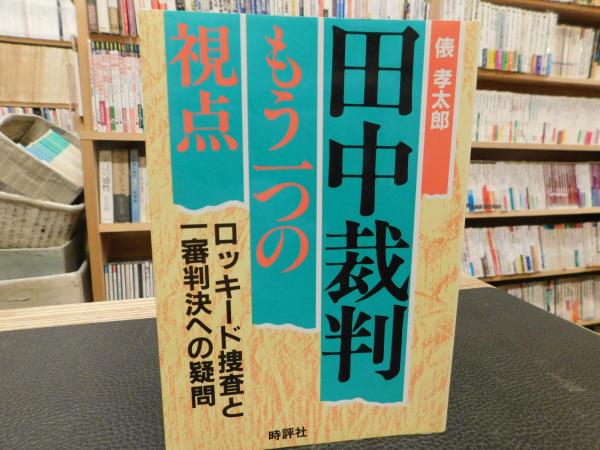 俵 孝太郎
田中裁判
もう一つの
視点
ロッキード捜査と
一審判決への疑問
時評社